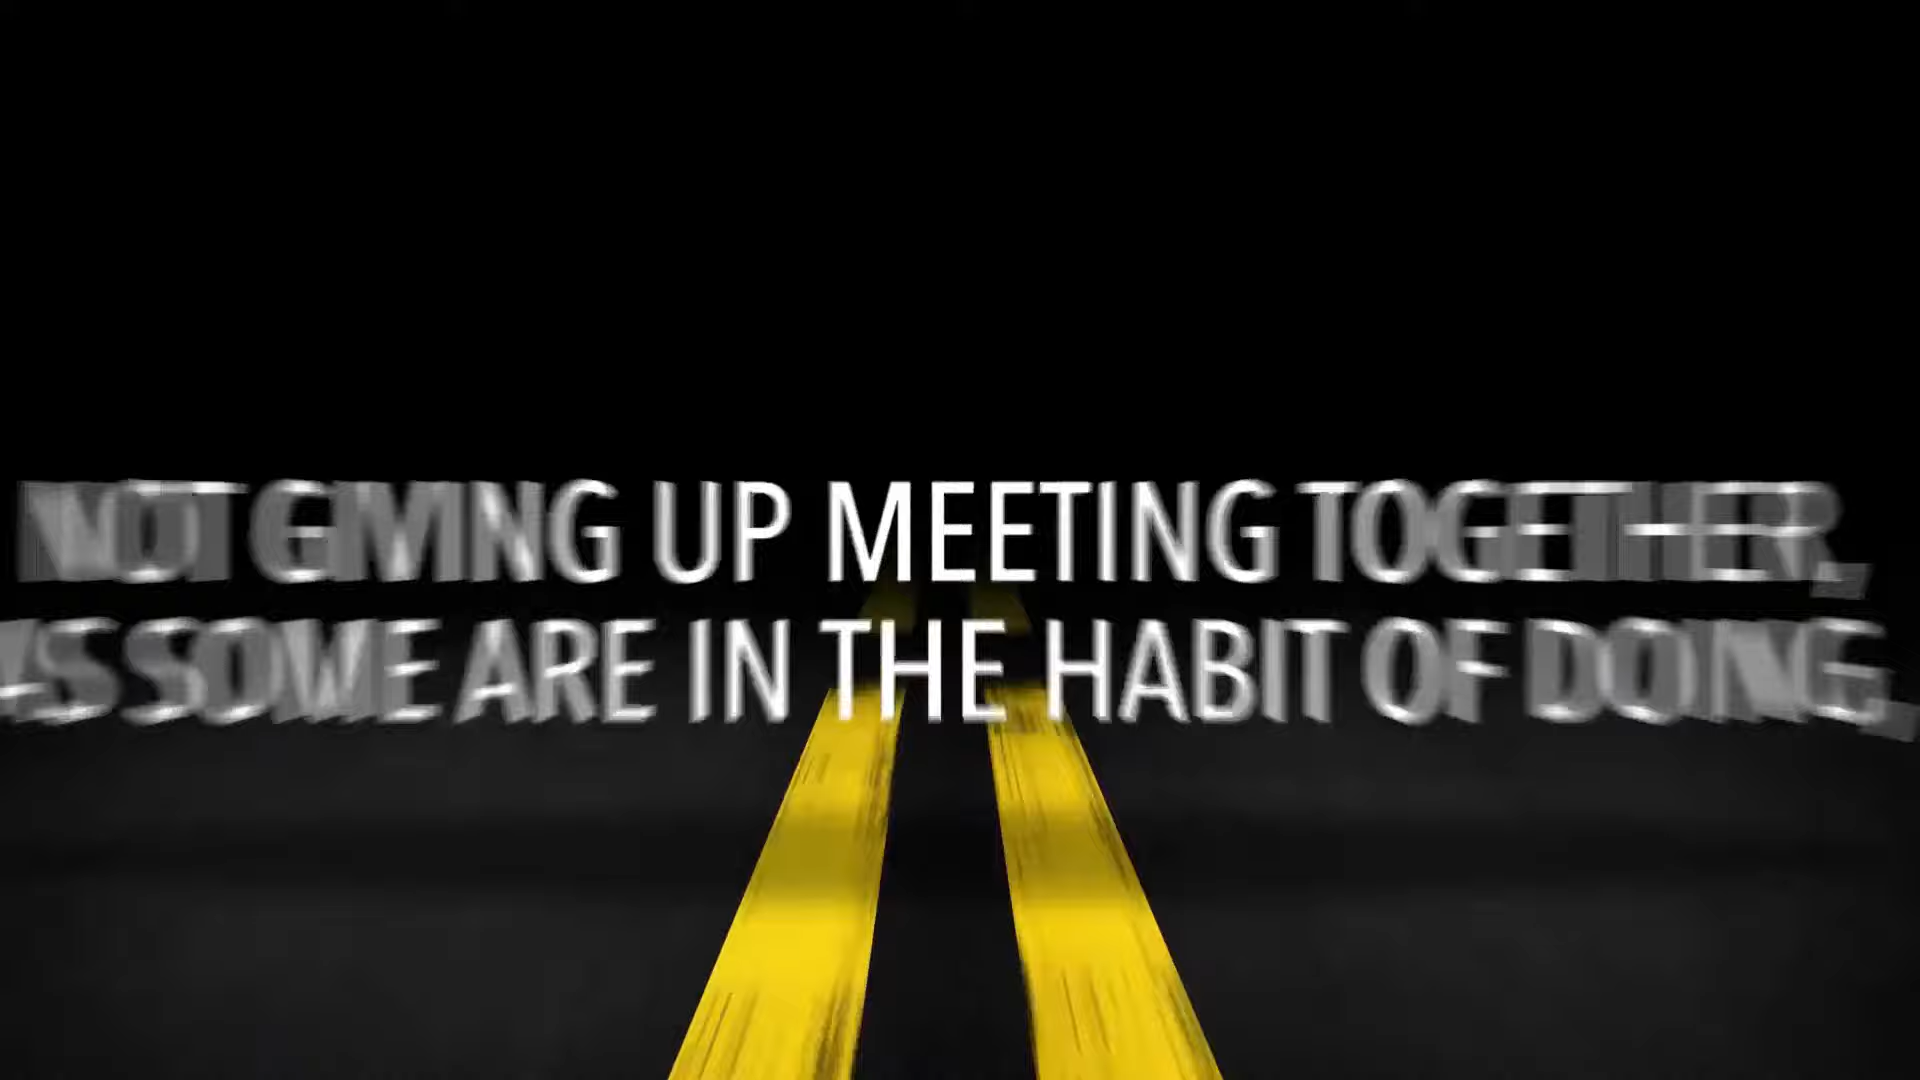 NOT GIVING UP MEETING TOGETHER,
AS SOME ARE IN THE HABIT OF DOING,